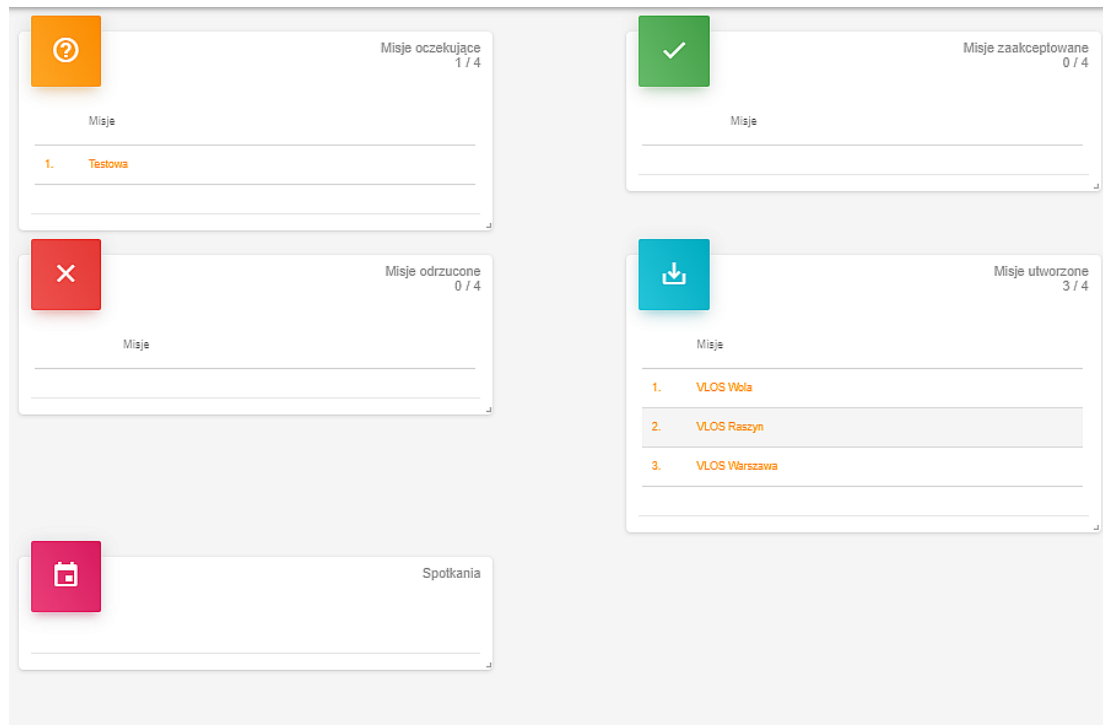 Misje oczekujące
1 / 4
Misje
1. Testowa
Misje zaakceptowane
0 / 4
Misje
Misje odrzucone
0 / 4
Misje
Misje utworzone
3 / 4
Misje
1. VLOS Wola
2. VLOS Raszyn
3. VLOS Warszawa
Spotkania